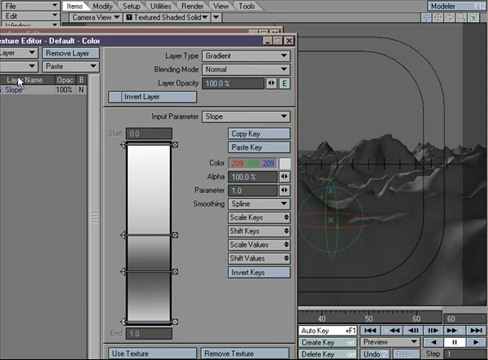 File
Items Modify Setup Utilities Render View Tools
Modeler F12
Edit
Camera View Textured Shaded Solid
Texture Editor - Default - Color
Layer Remove Layer
Paste
Layer Name Opac B
Slope 100% N
Layer Type Gradient
Blending Mode Normal
Layer Opacity 100.0 % E
Invert Layer
Input Parameter Slope
Start 0.0
Copy Key
Paste Key
Color 209 209 209
Alpha 100.0 %
Parameter 1.0
Smoothing Spline
Scale Keys
Shift Keys
Scale Values
Shift Values
Invert Keys
End 1.0
Use Texture Remove Texture
40 50 60 60
Auto Key +F1
Create Key Preview
Delete Key Undo Step